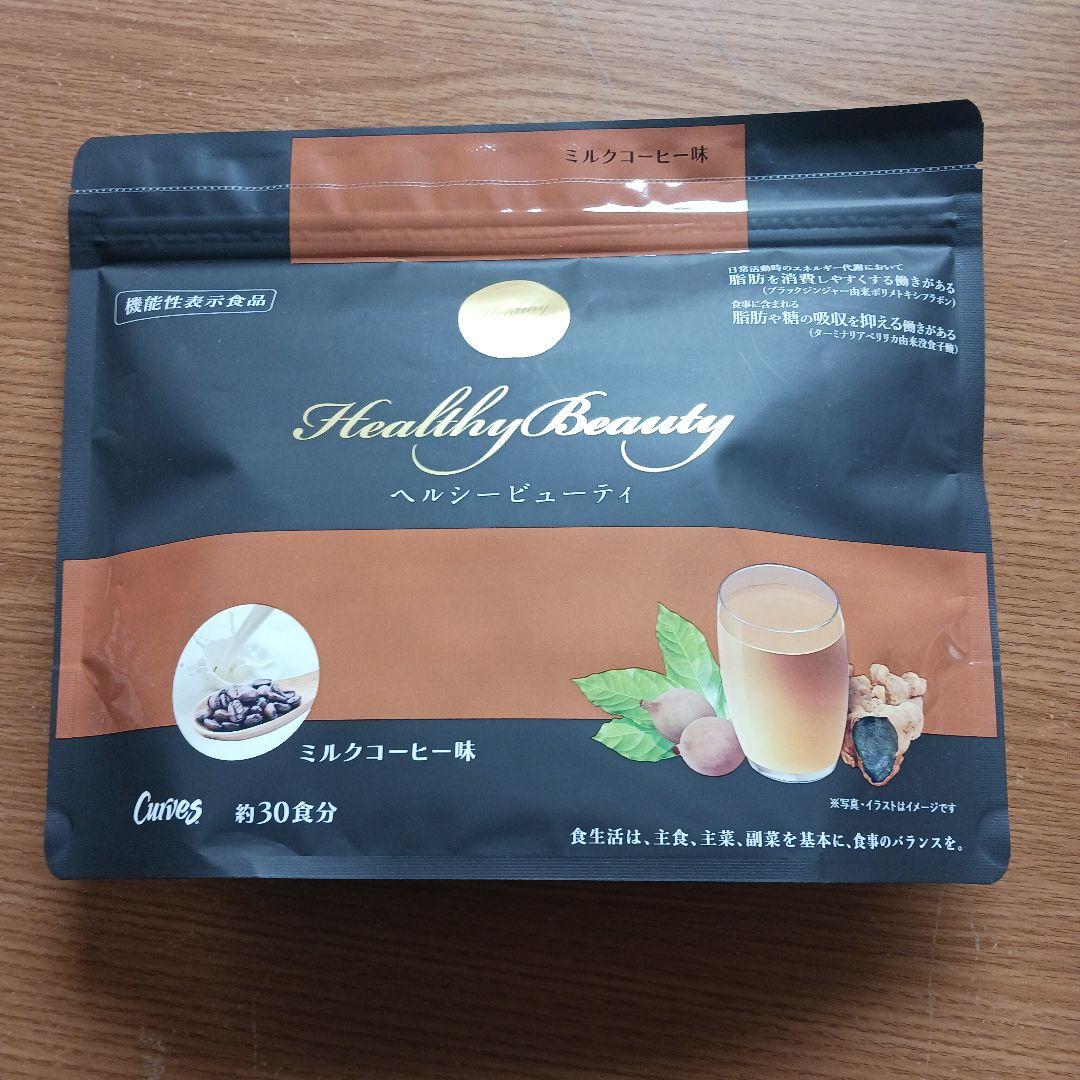 ミルクコーヒー味
機能性表示食品
日常活動時のエネルギー代謝において
脂肪を消費しやすくする働きがある
(ブラックジンジャー由来ポリメトキシフラボン)
食事に含まれる
脂肪や糖の吸収を抑える働きがある
(ターミナリアベリリカ由来没食子酸)
Healthy
Healthy Beauty
ヘルシービューティ
ミルクコーヒー味
Curves 約30食分
※写真・イラストはイメージです
食生活は、主食、主菜、副菜を基本に、食事のバランスを。